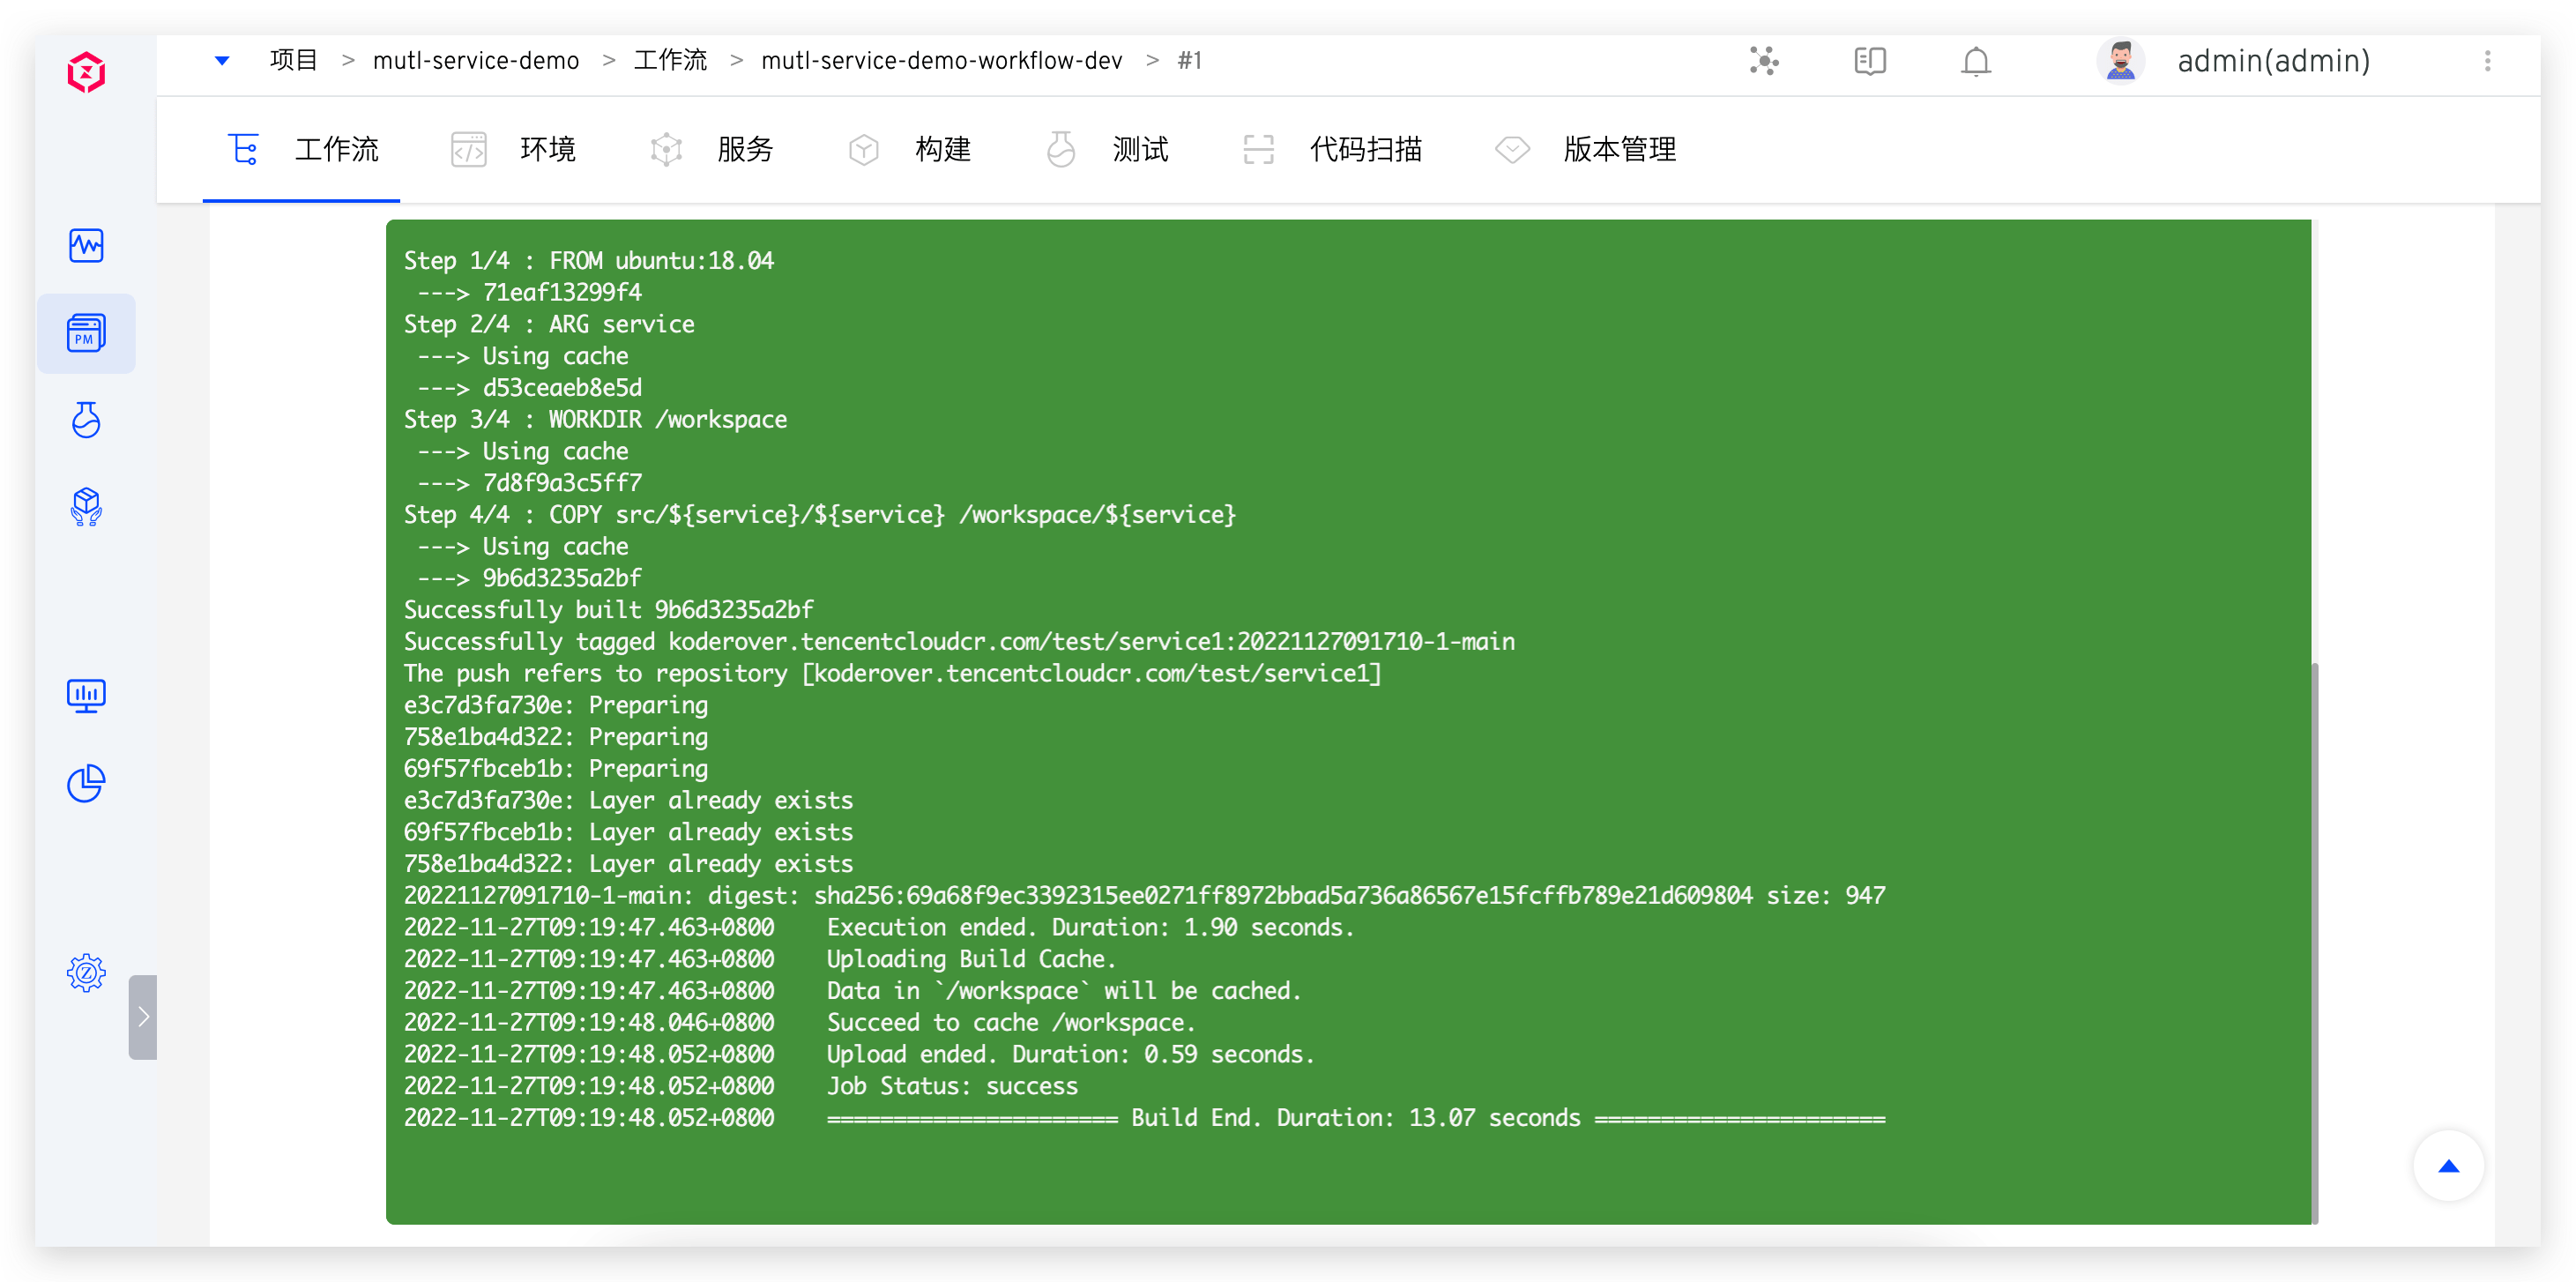 项目 > mutl-service-demo > 工作流 > mutl-service-demo-workflow-dev > #1
admin(admin)
工作流 环境 服务 构建 测试 代码扫描 版本管理
PM
Step 1/4 : FROM ubuntu:18.04
---> 71eaf13299f4
Step 2/4 : ARG service
---> Using cache
---> d53ceaeb8e5d
Step 3/4 : WORKDIR /workspace
---> Using cache
---> 7d8f9a3c5ff7
Step 4/4 : COPY src/${service}/${service} /workspace/${service}
---> Using cache
---> 9b6d3235a2bf
Successfully built 9b6d3235a2bf
Successfully tagged koderover.tencentcloudcr.com/test/service1:20221127091710-1-main
The push refers to repository [koderover.tencentcloudcr.com/test/service1]
e3c7d3fa730e: Preparing
758e1ba4d322: Preparing
69f57fbceb1b: Preparing
e3c7d3fa730e: Layer already exists
69f57fbceb1b: Layer already exists
758e1ba4d322: Layer already exists
20221127091710-1-main: digest: sha256:69a68f9ec3392315ee0271ff8972bbad5a736a86567e15fcffb789e21d609804 size: 947
2022-11-27T09:19:47.463+0800 Execution ended. Duration: 1.90 seconds.
2022-11-27T09:19:47.463+0800 Uploading Build Cache.
2022-11-27T09:19:47.463+0800 Data in `/workspace` will be cached.
2022-11-27T09:19:48.046+0800 Succeed to cache /workspace.
2022-11-27T09:19:48.052+0800 Upload ended. Duration: 0.59 seconds.
2022-11-27T09:19:48.052+0800 Job Status: success
2022-11-27T09:19:48.052+0800 ====================== Build End. Duration: 13.07 seconds ======================